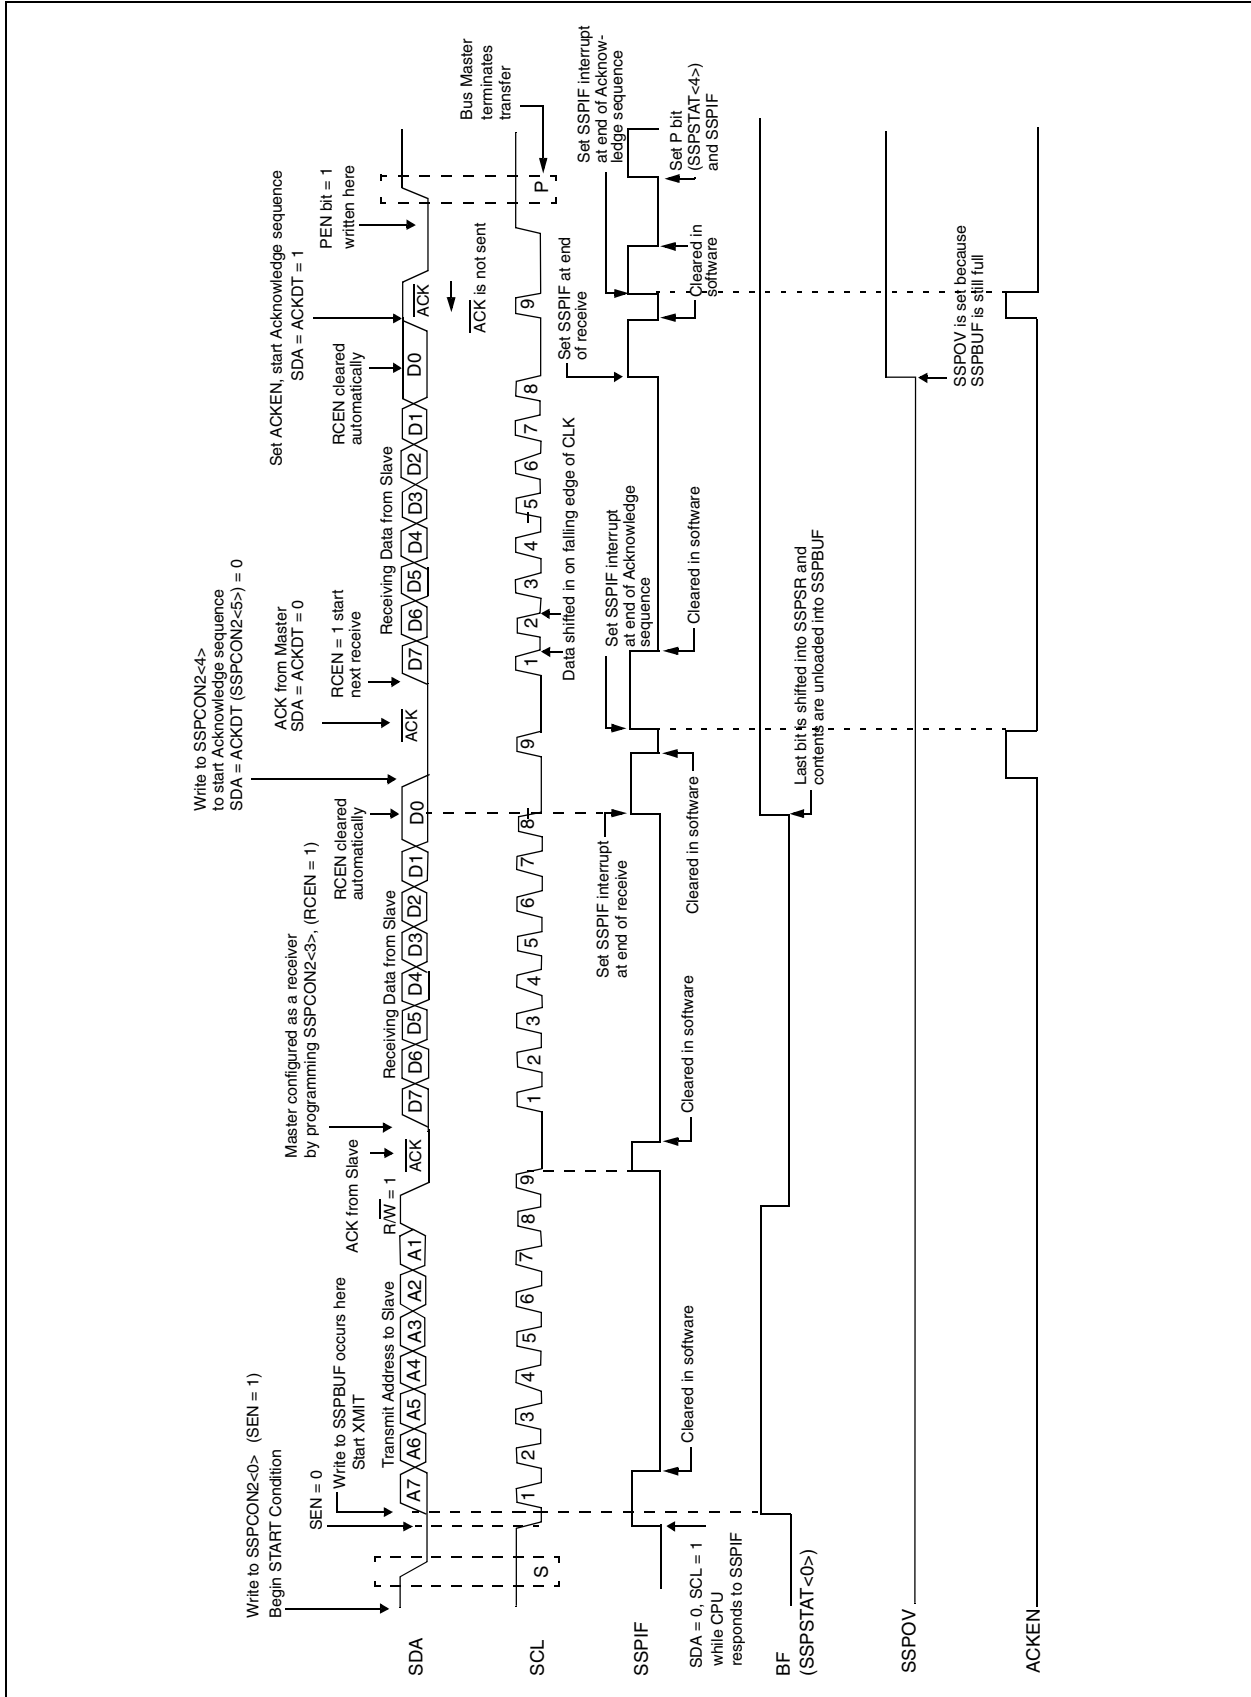 Write to SSPCON2<0> (SEN = 1)
Begin START Condition
SEN = 0
Write to SSPBUF occurs here
Start XMIT
Transmit Address to Slave
ACK from Slave
R/W = 1
Master configured as a receiver
by programming SSPCON2<3>, (RCEN = 1)
Receiving Data from Slave
RCEN cleared
automatically
Write to SSPCON2<4>
to start Acknowledge sequence
SDA = ACKDT (SSPCON2<5>) = 0
ACK from Master
SDA = ACKDT = 0
RCEN = 1 start
next receive
Receiving Data from Slave
RCEN cleared
automatically
Set ACKEN, start Acknowledge sequence
SDA = ACKDT = 1
PEN bit = 1
written here
SDA
A7 A6 A5 A4 A3 A2 A1 ACK D7 D6 D5 D4 D3 D2 D1 D0 ACK D7 D6 D5 D4 D3 D2 D1 D0 ACK
ACK is not sent
Bus Master
terminates
transfer
SCL
S 1 2 3 4 5 6 7 8 9 1 2 3 4 5 6 7 8 9 1 2 3 4 5 6 7 8 9 P
Data shifted in on falling edge of CLK
SSPIF
SDA = 0, SCL = 1
while CPU
responds to SSPIF
Cleared in software
Cleared in software
Set SSPIF interrupt
at end of receive
Cleared in software
Set SSPIF interrupt
at end of Acknowledge
sequence
Cleared in software
Set SSPIF at end
of receive
Cleared in
software
Set SSPIF interrupt
at end of Acknow-
ledge sequence
Set P bit
(SSPSTAT<4>)
and SSPIF
BF
(SSPSTAT<0>)
Last bit is shifted into SSPSR and
contents are unloaded into SSPBUF
SSPOV
SSPOV is set because
SSPBUF is still full
ACKEN